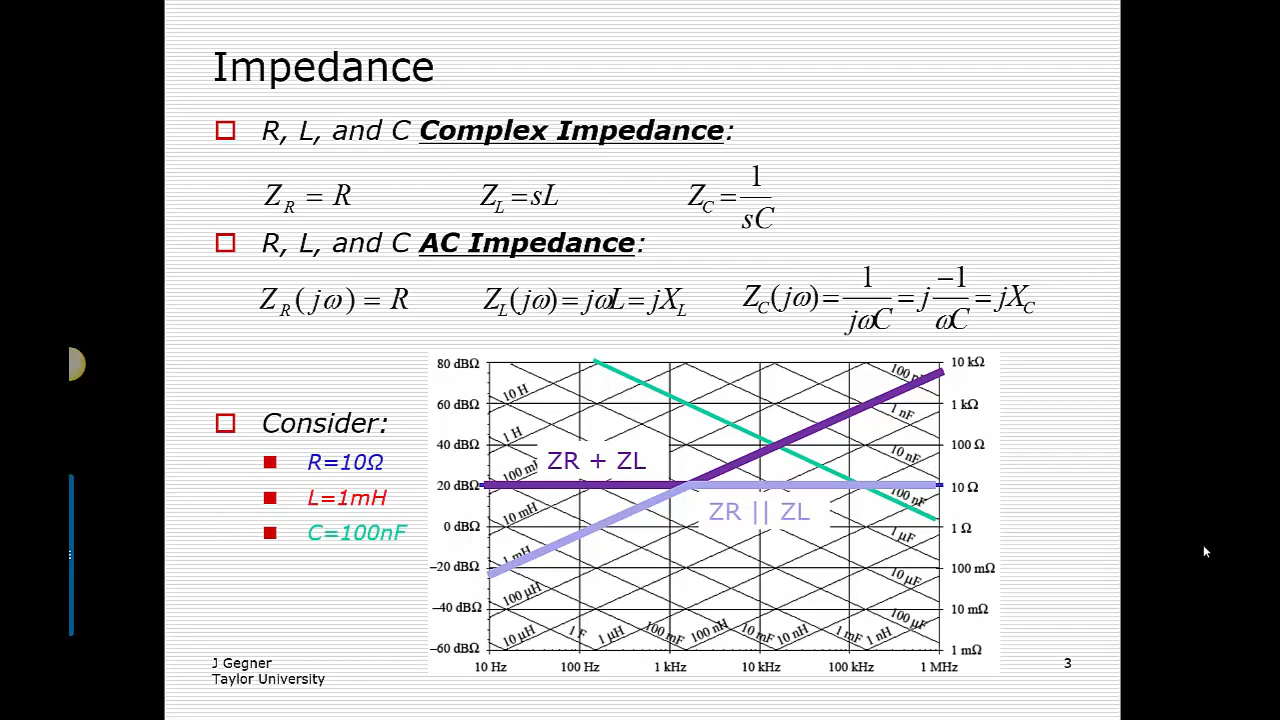 Impedance
R, L, and C Complex Impedance:
Z_R = R    Z_L = sL    Z_C = 1/sC
R, L, and C AC Impedance:
Z_R(jω) = R    Z_L(jω) = jωL = jX_L    Z_C(jω) = 1/jωC = j -1/ωC = jX_C
Consider:
R=10Ω
L=1mH
C=100nF
80 dBΩ
60 dBΩ
40 dBΩ
20 dBΩ
0 dBΩ
–20 dBΩ
–40 dBΩ
–60 dBΩ
10 H
1 H
100 m
10 mH
1 mH
100 µH
10 µH
1 F
1 µH
100 mF
100 nH
10 mF
10 nH
1 mF
1 nH
ZR + ZL
ZR || ZL
100
1 nF
10 nF
100 nF
1 µF
10 µF
100 µF
10 kΩ
1 kΩ
100 Ω
10 Ω
1 Ω
100 mΩ
10 mΩ
1 mΩ
10 Hz    100 Hz    1 kHz    10 kHz    100 kHz    1 MHz
J Gegner
Taylor University
3